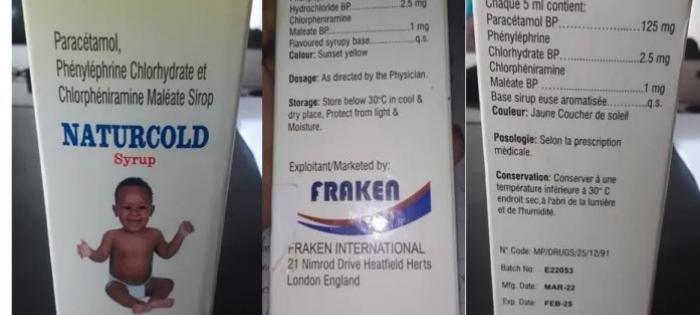 Paracétamol,
Phényléphrine Chlorhydrate et
Chlorphéniramine Maléate Sirop
NATURCOLD
Syrup
Hydrochloride BP 2.5 mg
Chlorpheniramine
Maleate BP 1 mg
Flavoured syrupy base q.s.
Colour: Sunset yellow
Dosage: As directed by the Physician.
Storage: Store below 30°C in cool &
dry place, Protect from light &
Moisture.
Exploitant/Marketed by:
FRAKEN
FRAKEN INTERNATIONAL
21 Nimrod Drive Heatfield Herts
London England
Chaque 5 ml contient:
Paracétamol BP 125 mg
Phényléphrine
Chlorhydrate BP 2.5 mg
Chlorphéniramine
Maléate BP 1 mg
Base sirup euse aromatisée q.s.
Couleur: Jaune Coucher de soleil
Posologie: Selon la prescription
médicale.
Conservation: Conserver à une
température inférieure à 30° C
endroit sec,à l'abri de la lumière
et de l'humidité.
N° Code: MP/DRUGS/25/12/91
Batch No: E22053
Mfg. Date: MAR-22
Exp. Date: FEB-25